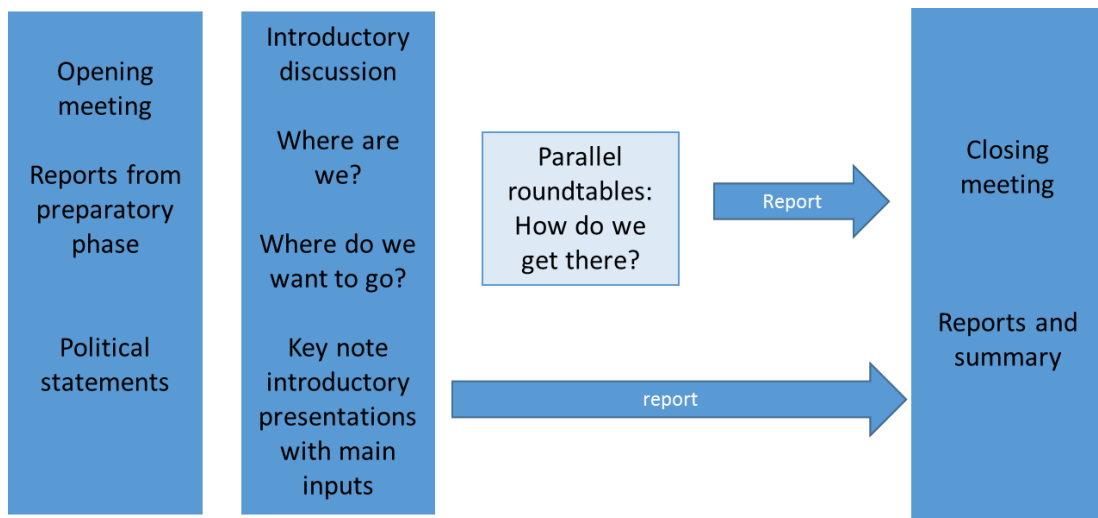 Opening
meeting
Reports from
preparatory
phase
Political
statements
Introductory
discussion
Where are
we?
Where do we
want to go?
Key note
introductory
presentations
with main
inputs
Parallel
roundtables:
How do we
get there?
Report
report
Closing
meeting
Reports and
summary